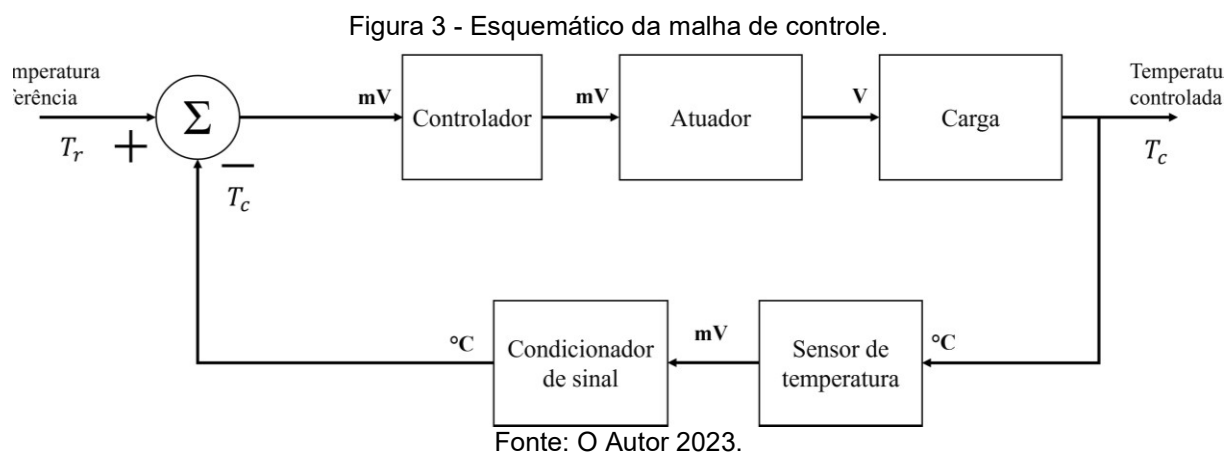 Figura 3 - Esquemático da malha de controle.
mperatura
erência
T_r
+
Σ
−
T_c
mV
Controlador
mV
Atuador
V
Carga
Temperatu
controlada
T_c
°C
Condicionador
de sinal
mV
Sensor de
temperatura
°C
Fonte: O Autor 2023.